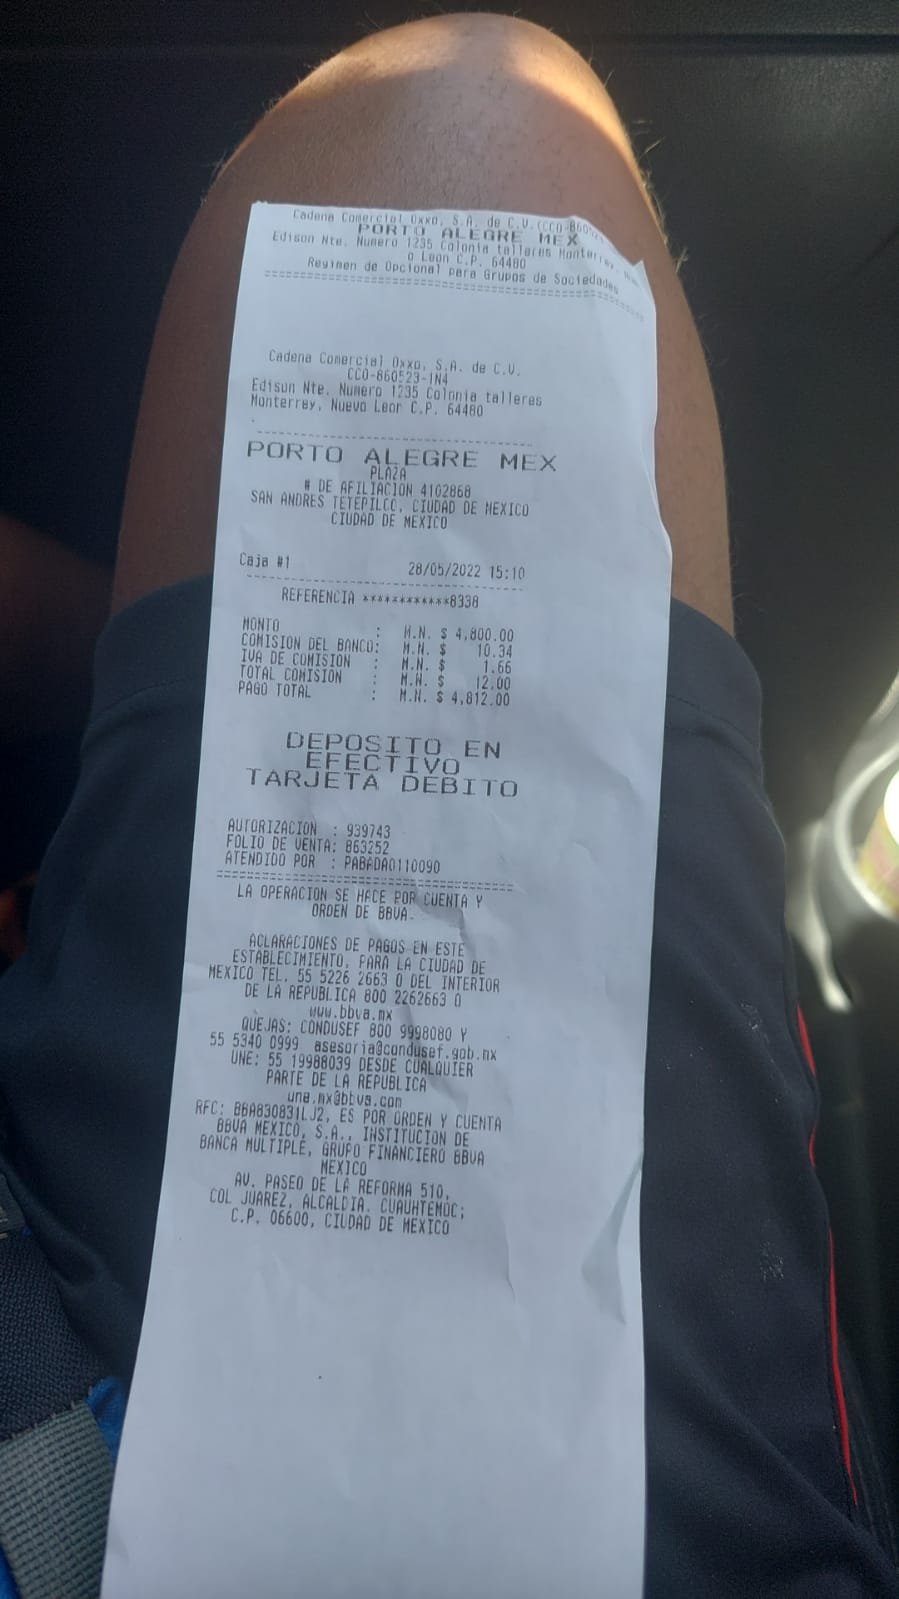 Cadena Comercial Oxxo, S.A. de C.V.(CCO-8605
PORTO ALEGRE MEX
Edison Nte. Numero 1235 Colonia talleres Monterrey,
o Leon C.P. 64480
Regimen de Opcional para Grupos de Sociedades
Cadena Comercial Oxxo, S.A. de C.V.
CCO-860523-1N4
Edison Nte. Numero 1235 Colonia talleres
Monterrey, Nuevo Leon C.P. 64480
PORTO ALEGRE MEX
PLAZA
# DE AFILIACION 4102868
SAN ANDRES TETEPILCO, CIUDAD DE MEXICO
CIUDAD DE MEXICO
Caja #1 28/05/2022 15:10
REFERENCIA ************8338
MONTO : M.N. $ 4,800.00
COMISION DEL BANCO: M.N. $ 10.34
IVA DE COMISION : M.N. $ 1.66
TOTAL COMISION : M.N. $ 12.00
PAGO TOTAL : M.N. $ 4,812.00
DEPOSITO EN
EFECTIVO
TARJETA DEBITO
AUTORIZACION : 939743
FOLIO DE VENTA: 863252
ATENDIDO POR : PABADA0110090
LA OPERACION SE HACE POR CUENTA Y
ORDEN DE BBVA.
ACLARACIONES DE PAGOS EN ESTE
ESTABLECIMIENTO, PARA LA CIUDAD DE
MEXICO TEL. 55 5226 2663 O DEL INTERIOR
DE LA REPUBLICA 800 2262663 O
www.bbva.mx
QUEJAS: CONDUSEF 800 9998080 Y
55 5340 0999 asesoria@condusef.gob.mx
UNE: 55 19988039 DESDE CUALQUIER
PARTE DE LA REPUBLICA
une.mx@bbva.com
RFC: BBA830831LJ2, ES POR ORDEN Y CUENTA
BBVA MEXICO, S.A., INSTITUCION DE
BANCA MULTIPLE, GRUPO FINANCIERO BBVA
MEXICO
AV. PASEO DE LA REFORMA 510,
COL JUAREZ, ALCALDIA. CUAUHTEMOC;
C.P. 06600, CIUDAD DE MEXICO